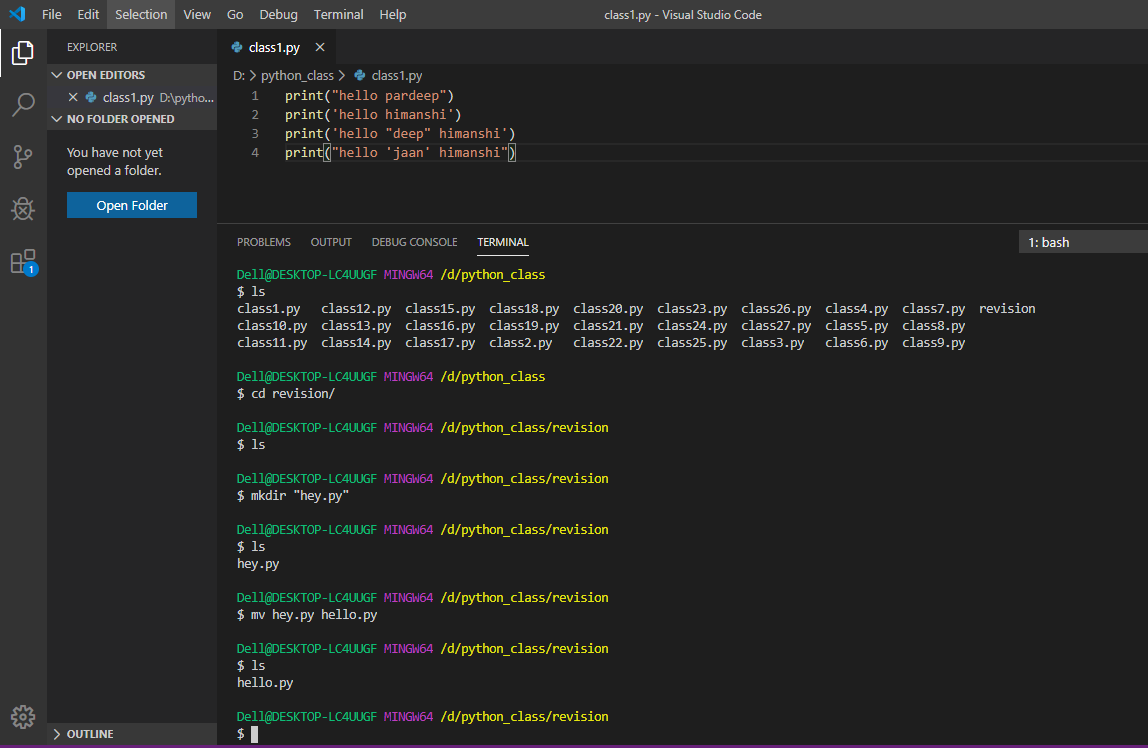 File Edit Selection View Go Debug Terminal Help class1.py - Visual Studio Code
EXPLORER
OPEN EDITORS
class1.py D:\pytho...
NO FOLDER OPENED
You have not yet
opened a folder.
Open Folder
1
OUTLINE
class1.py
D: > python_class > class1.py
1 print("hello pardeep")
2 print('hello himanshi')
3 print('hello "deep" himanshi')
4 print("hello 'jaan' himanshi")
PROBLEMS OUTPUT DEBUG CONSOLE TERMINAL 1: bash
Dell@DESKTOP-LC4UUGF MINGW64 /d/python_class
$ ls
class1.py class12.py class15.py class18.py class20.py class23.py class26.py class4.py class7.py revision
class10.py class13.py class16.py class19.py class21.py class24.py class27.py class5.py class8.py
class11.py class14.py class17.py class2.py class22.py class25.py class3.py class6.py class9.py
Dell@DESKTOP-LC4UUGF MINGW64 /d/python_class
$ cd revision/
Dell@DESKTOP-LC4UUGF MINGW64 /d/python_class/revision
$ ls
Dell@DESKTOP-LC4UUGF MINGW64 /d/python_class/revision
$ mkdir "hey.py"
Dell@DESKTOP-LC4UUGF MINGW64 /d/python_class/revision
$ ls
hey.py
Dell@DESKTOP-LC4UUGF MINGW64 /d/python_class/revision
$ mv hey.py hello.py
Dell@DESKTOP-LC4UUGF MINGW64 /d/python_class/revision
$ ls
hello.py
Dell@DESKTOP-LC4UUGF MINGW64 /d/python_class/revision
$